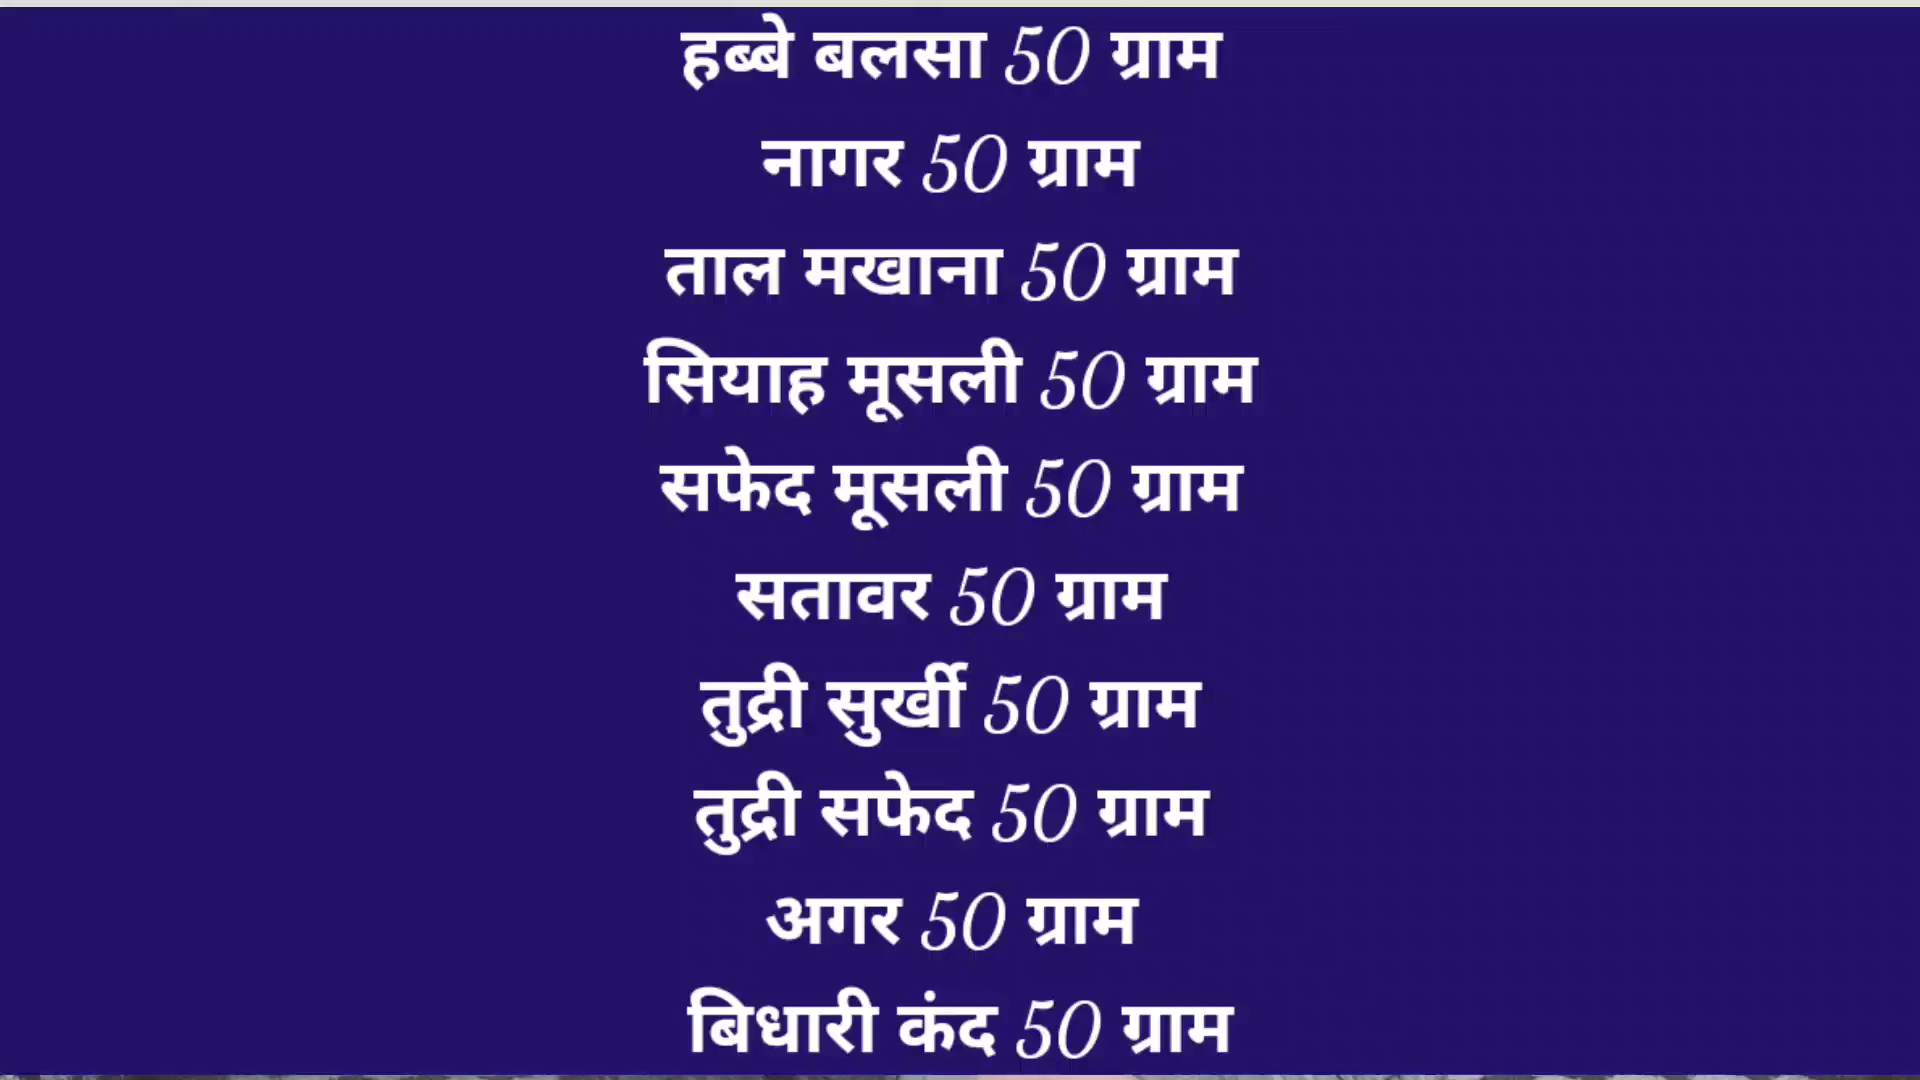 हब्बे बलसा 50 ग्राम
नागर 50 ग्राम
ताल मखाना 50 ग्राम
सियाह मूसली 50 ग्राम
सफेद मूसली 50 ग्राम
सतावर 50 ग्राम
तुद्री सुर्खी 50 ग्राम
तुद्री सफेद 50 ग्राम
अगर 50 ग्राम
बिधारी कंद 50 ग्राम